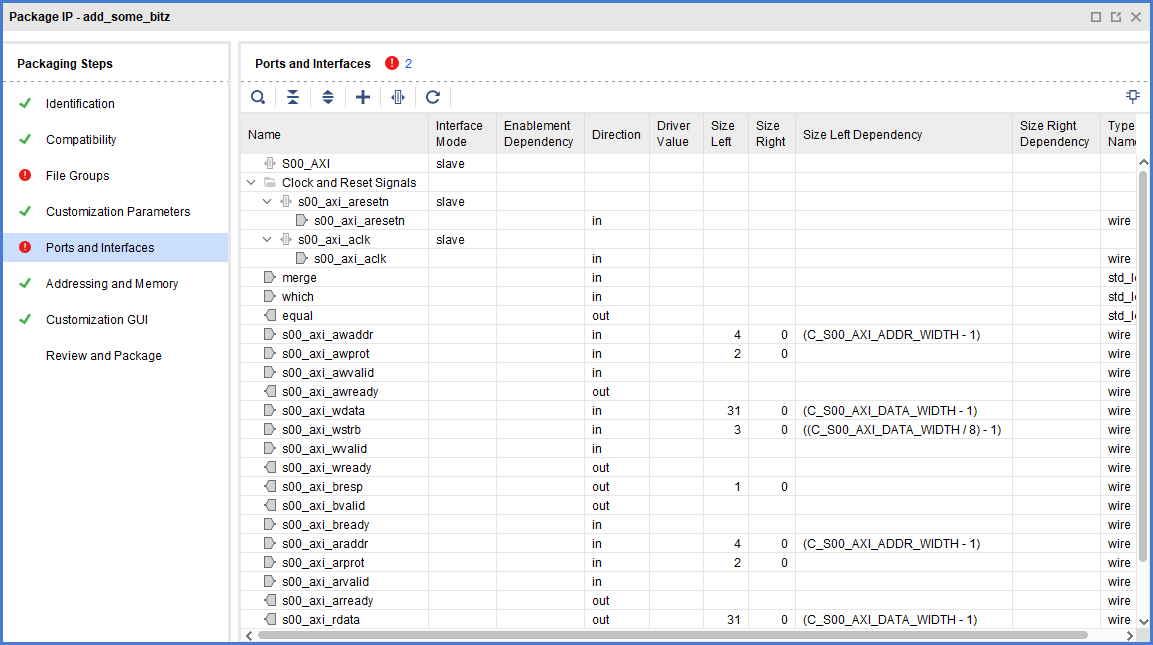 Package IP - add_some_bitz
Packaging Steps
Identification
Compatibility
File Groups
Customization Parameters
Ports and Interfaces
Addressing and Memory
Customization GUI
Review and Package
Ports and Interfaces 2
Name Interface Mode Enablement Dependency Direction Driver Value Size Left Size Right Size Left Dependency Size Right Dependency Type Name
S00_AXI slave
Clock and Reset Signals
s00_axi_aresetn slave
s00_axi_aresetn in wire
s00_axi_aclk slave
s00_axi_aclk in wire
merge in std_l
which in std_l
equal out std_l
s00_axi_awaddr in 4 0 (C_S00_AXI_ADDR_WIDTH - 1) wire
s00_axi_awprot in 2 0 wire
s00_axi_awvalid in wire
s00_axi_awready out wire
s00_axi_wdata in 31 0 (C_S00_AXI_DATA_WIDTH - 1) wire
s00_axi_wstrb in 3 0 ((C_S00_AXI_DATA_WIDTH / 8) - 1) wire
s00_axi_wvalid in wire
s00_axi_wready out wire
s00_axi_bresp out 1 0 wire
s00_axi_bvalid out wire
s00_axi_bready in wire
s00_axi_araddr in 4 0 (C_S00_AXI_ADDR_WIDTH - 1) wire
s00_axi_arprot in 2 0 wire
s00_axi_arvalid in wire
s00_axi_arready out wire
s00_axi_rdata out 31 0 (C_S00_AXI_DATA_WIDTH - 1) wire